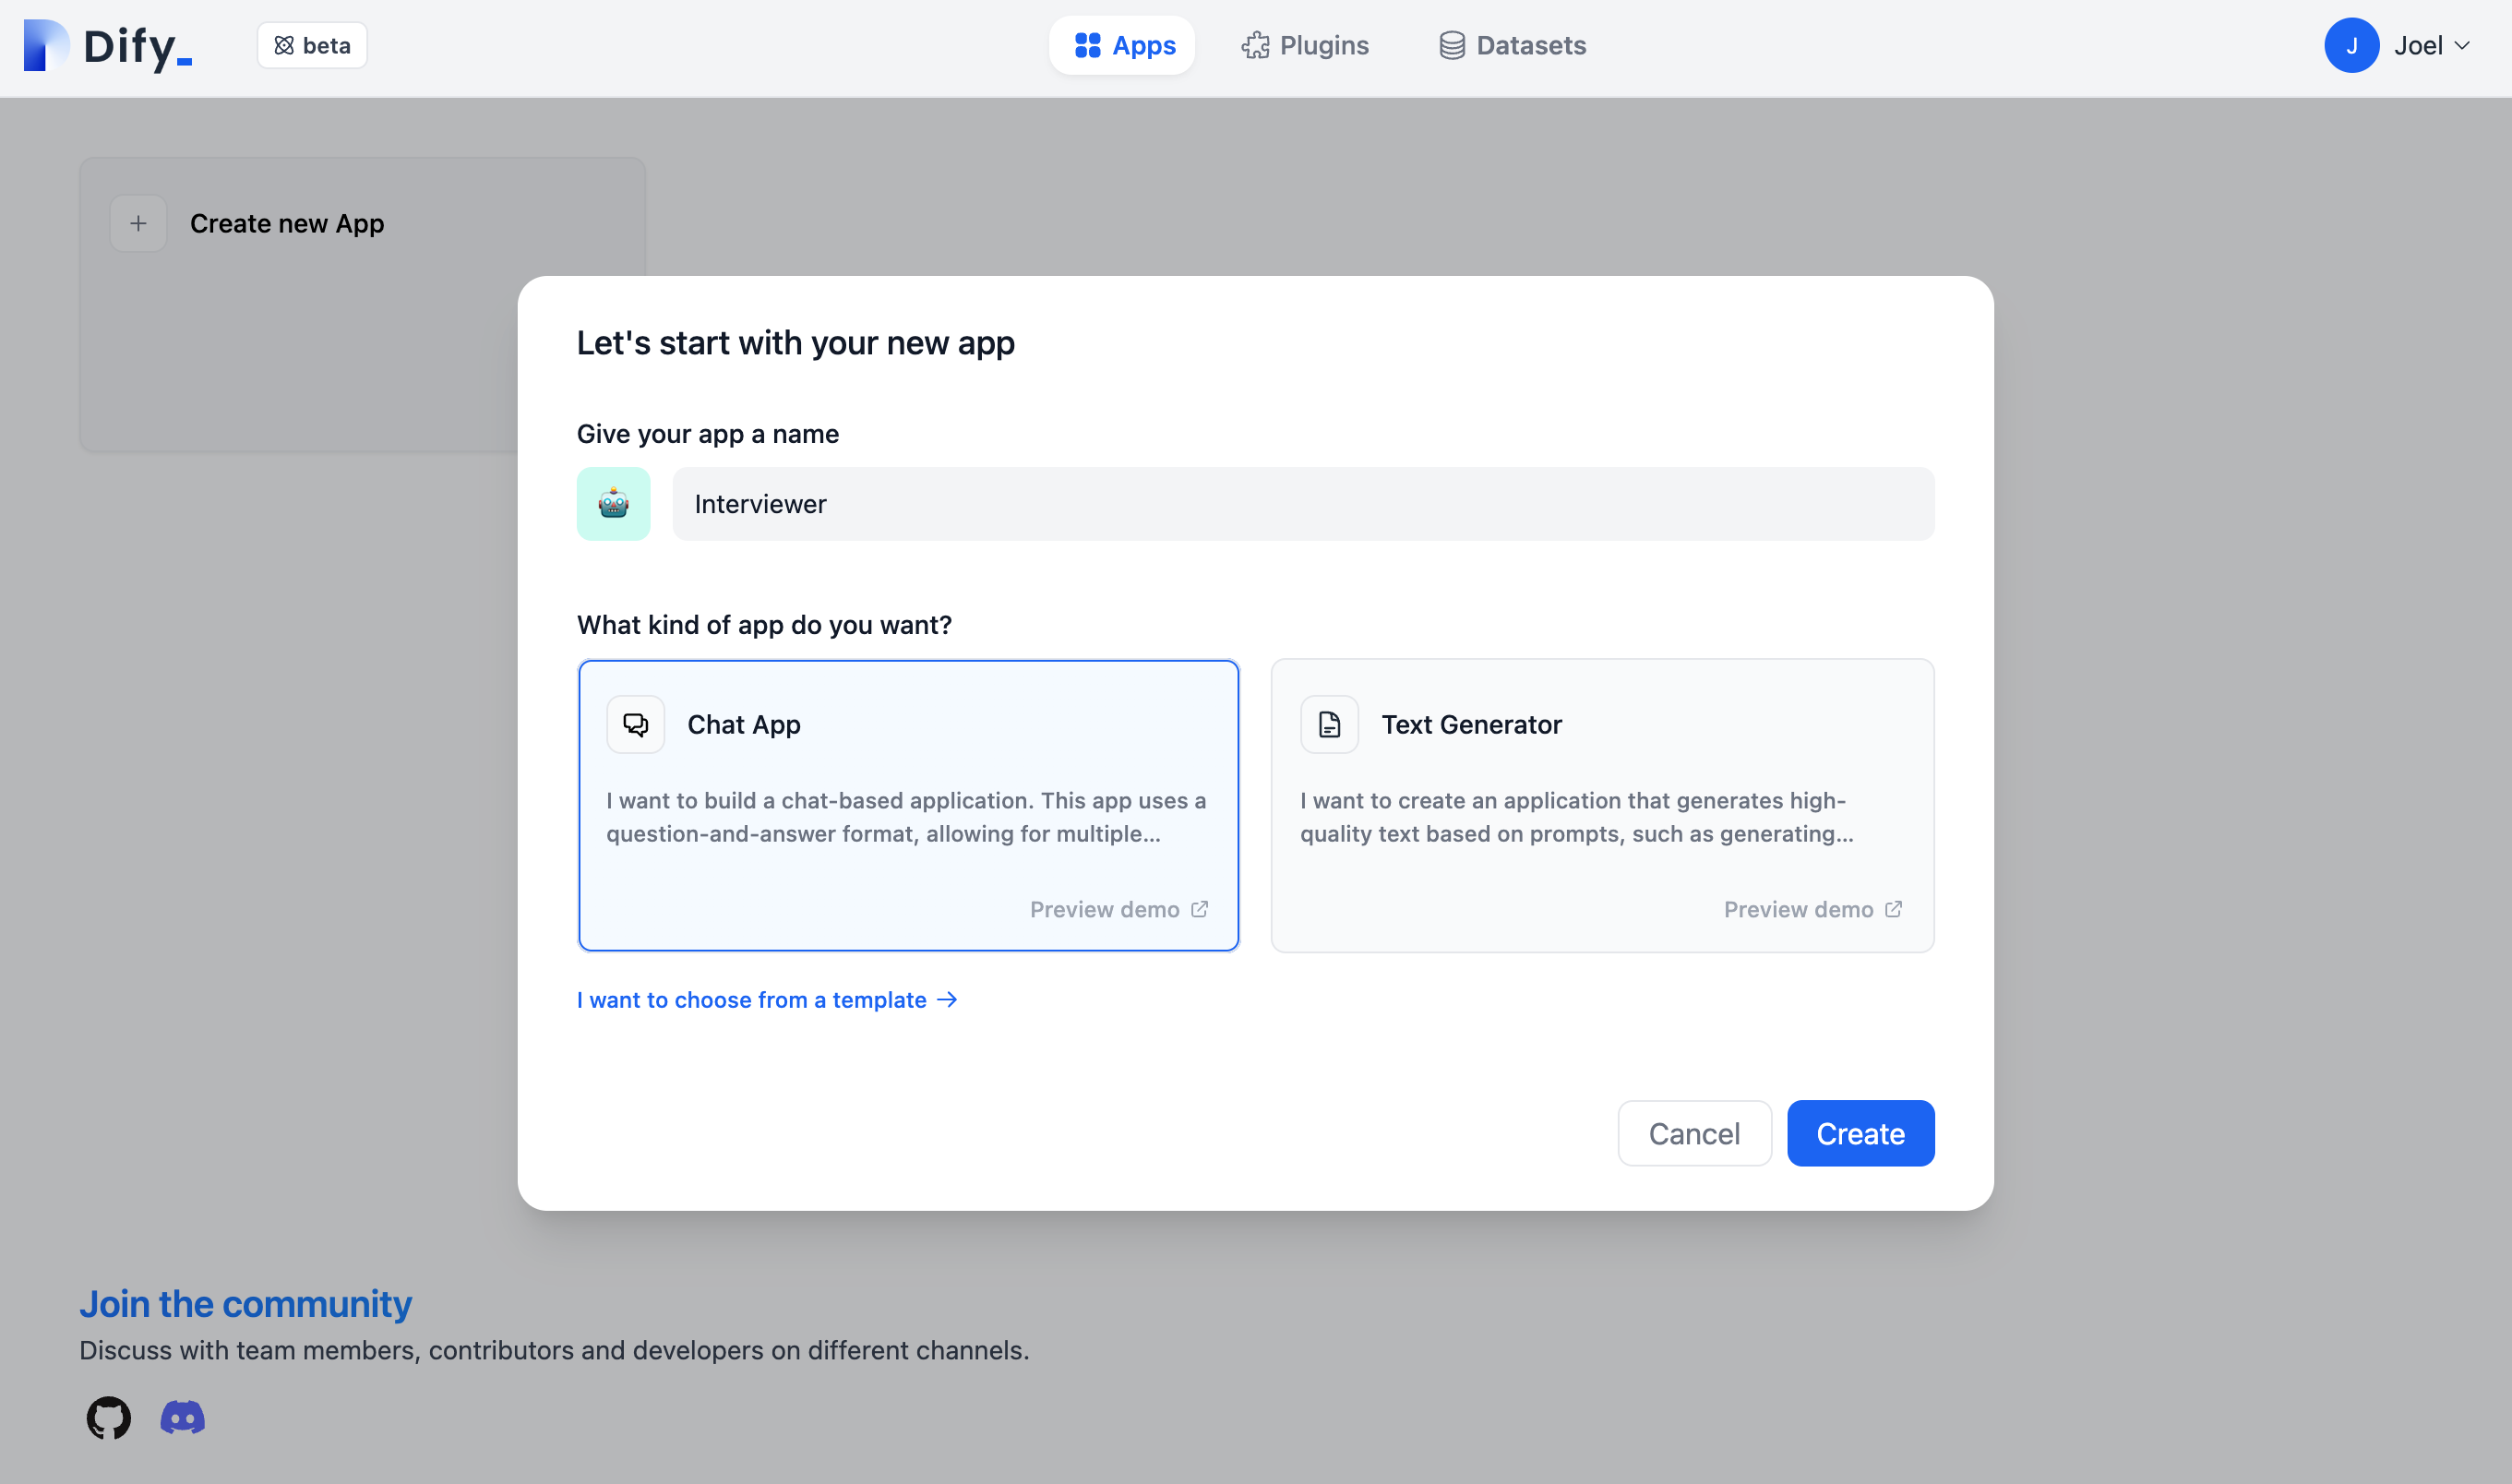 Dify_
beta
Apps
Plugins
Datasets
J
Joel
Create new App
Let's start with your new app
Give your app a name
Interviewer
What kind of app do you want?
Chat App
I want to build a chat-based application. This app uses a
question-and-answer format, allowing for multiple...
Preview demo
Text Generator
I want to create an application that generates high-
quality text based on prompts, such as generating...
Preview demo
I want to choose from a template →
Cancel
Create
Join the community
Discuss with team members, contributors and developers on different channels.